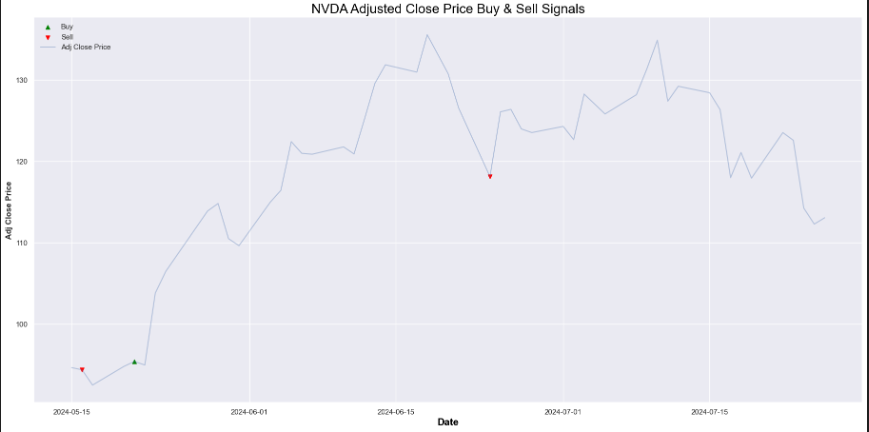 NVDA Adjusted Close Price Buy & Sell Signals
Buy
Sell
Adj Close Price
130
120
110
100
Adj Close Price
2024-05-15
2024-06-01
2024-06-15
2024-07-01
2024-07-15
Date